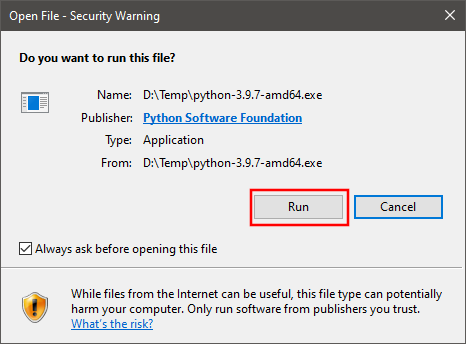 Open File - Security Warning
Do you want to run this file?
Name: D:\Temp\python-3.9.7-amd64.exe
Publisher: Python Software Foundation
Type: Application
From: D:\Temp\python-3.9.7-amd64.exe
Run Cancel
Always ask before opening this file
While files from the Internet can be useful, this file type can potentially
harm your computer. Only run software from publishers you trust.
What's the risk?